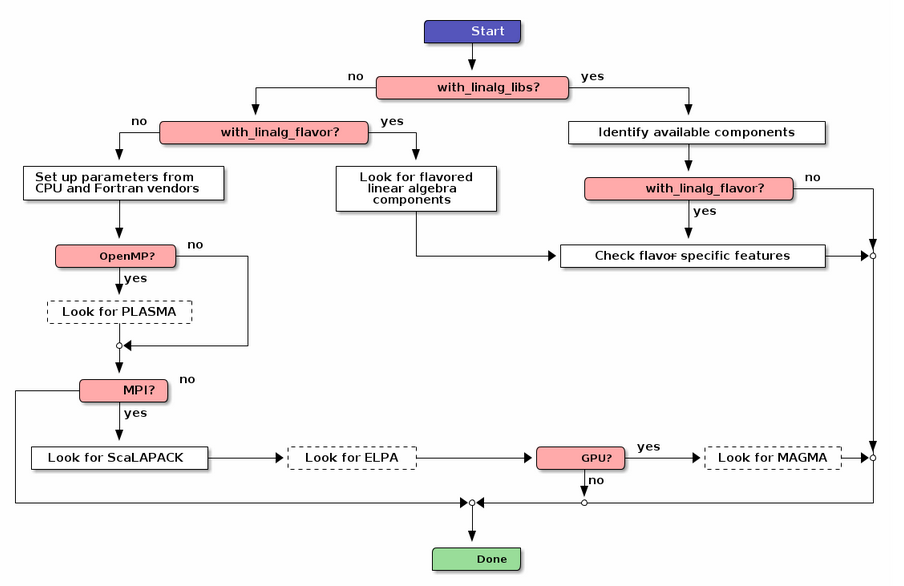 Start
no
with_linalg_libs?
yes
no
with_linalg_flavor?
yes
Identify available components
Set up parameters from
CPU and Fortran vendors
Look for flavored
linear algebra
components
with_linalg_flavor?
no
yes
OpenMP?
no
Check flavor specific features
yes
Look for PLASMA
MPI?
no
yes
Look for ScaLAPACK
Look for ELPA
GPU?
yes
Look for MAGMA
no
Done